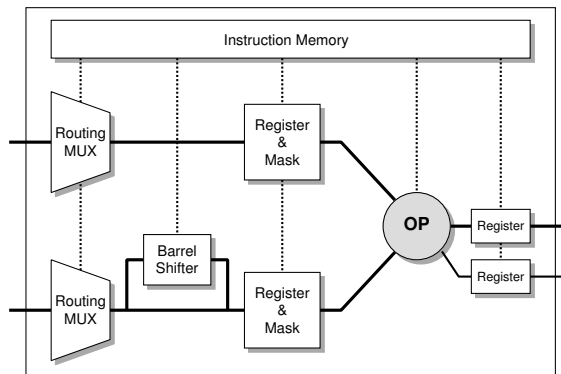 Instruction Memory
Routing
MUX
Register
&
Mask
OP
Register
Register
Barrel
Shifter
Routing
MUX
Register
&
Mask